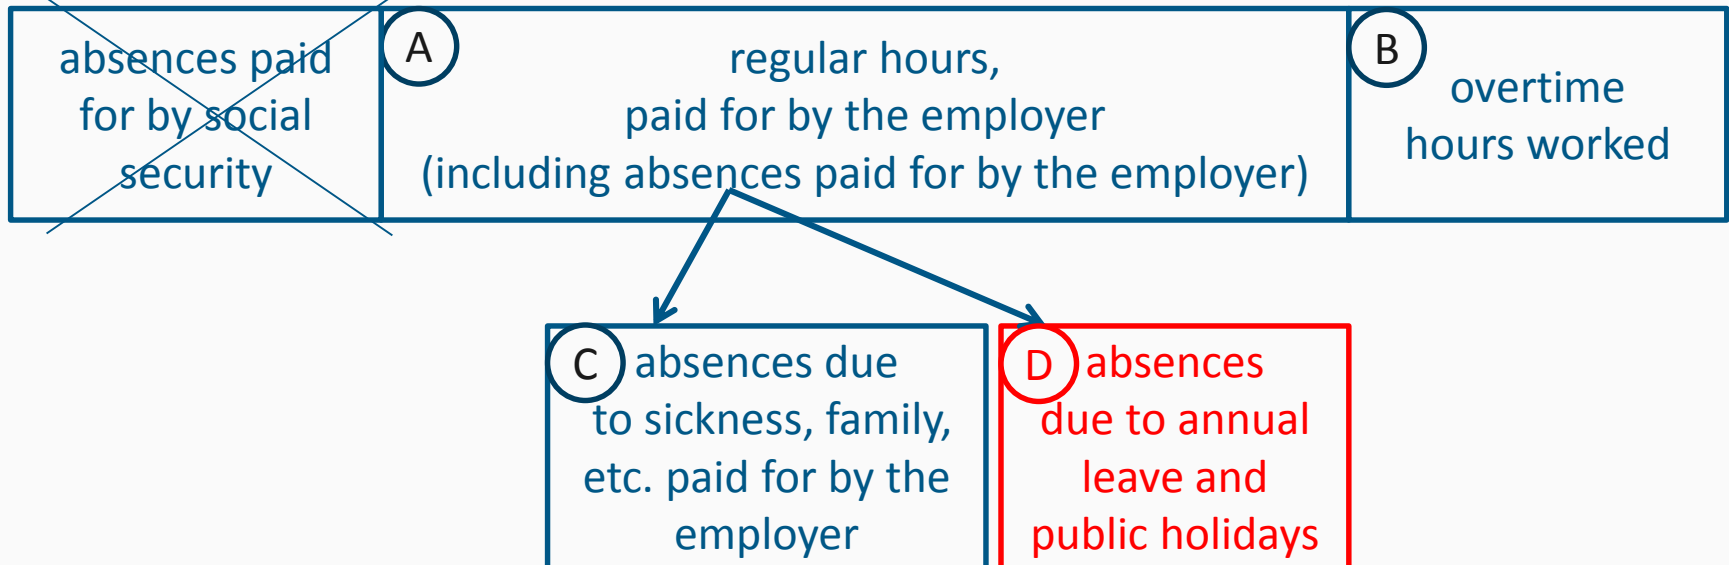 absences paid
for by social
security
A
regular hours,
paid for by the employer
(including absences paid for by the employer)
B
overtime
hours worked
C
absences due
to sickness, family,
etc. paid for by the
employer
D
absences
due to annual
leave and
public holidays